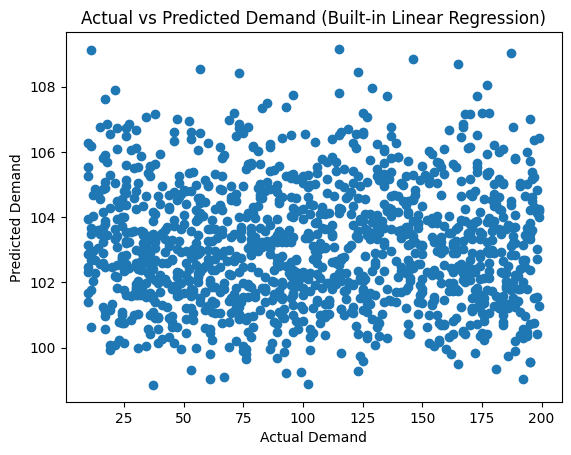 Actual vs Predicted Demand (Built-in Linear Regression)
Predicted Demand
108
106
104
102
100
25 50 75 100 125 150 175 200
Actual Demand